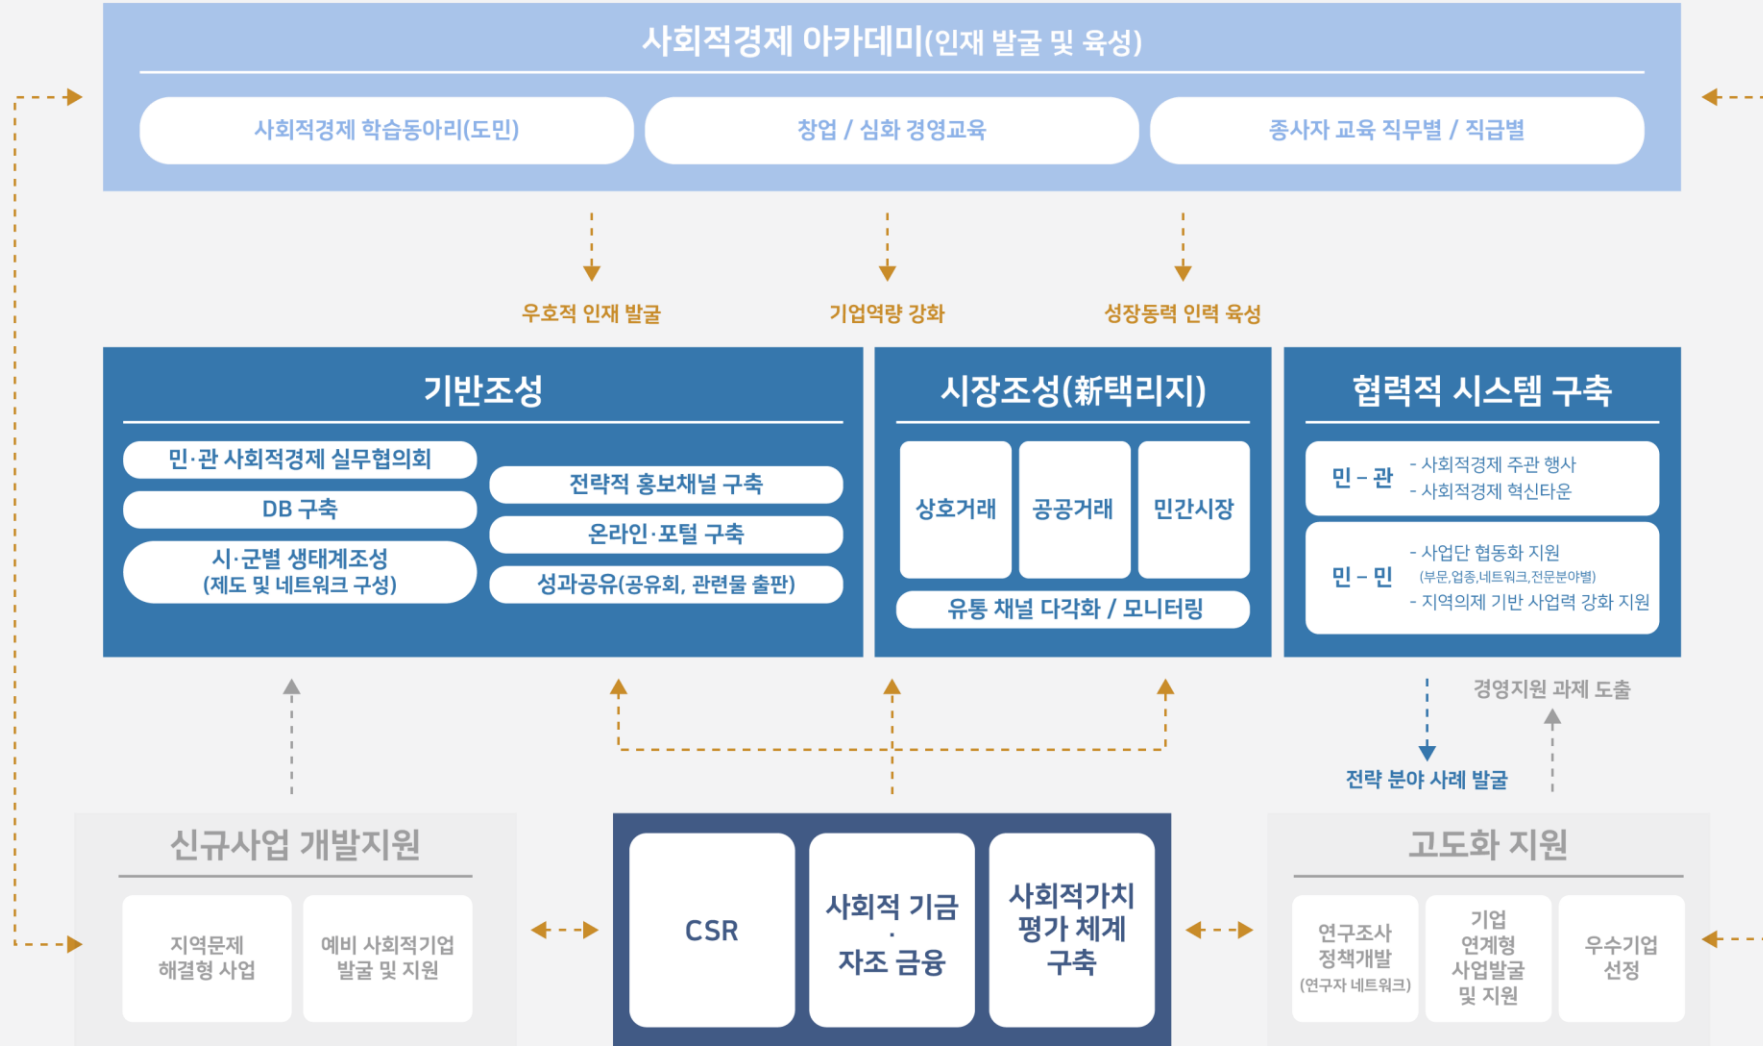 사회적경제 아카데미(인재 발굴 및 육성)
사회적경제 학습동아리(도민)
창업 / 심화 경영교육
종사자 교육 직무별 / 직급별
우호적 인재 발굴
기업역량 강화
성장동력 인력 육성
기반조성
민·관 사회적경제 실무협의회
DB 구축
시·군별 생태계조성
(제도 및 네트워크 구성)
전략적 홍보채널 구축
온라인·포털 구축
성과공유(공유회, 관련물 출판)
시장조성(新택리지)
상호거래
공공거래
민간시장
유통 채널 다각화 / 모니터링
협력적 시스템 구축
민 – 관
- 사회적경제 주관 행사
- 사회적경제 혁신타운
민 – 민
- 사업단 협동화 지원
(부문,업종,네트워크,전문분야별)
- 지역의제 기반 사업력 강화 지원
경영지원 과제 도출
전략 분야 사례 발굴
신규사업 개발지원
지역문제
해결형 사업
예비 사회적기업
발굴 및 지원
CSR
사회적 기금
·
자조 금융
사회적가치
평가 체계
구축
고도화 지원
연구조사
정책개발
(연구자 네트워크)
기업
연계형
사업발굴
및 지원
우수기업
선정